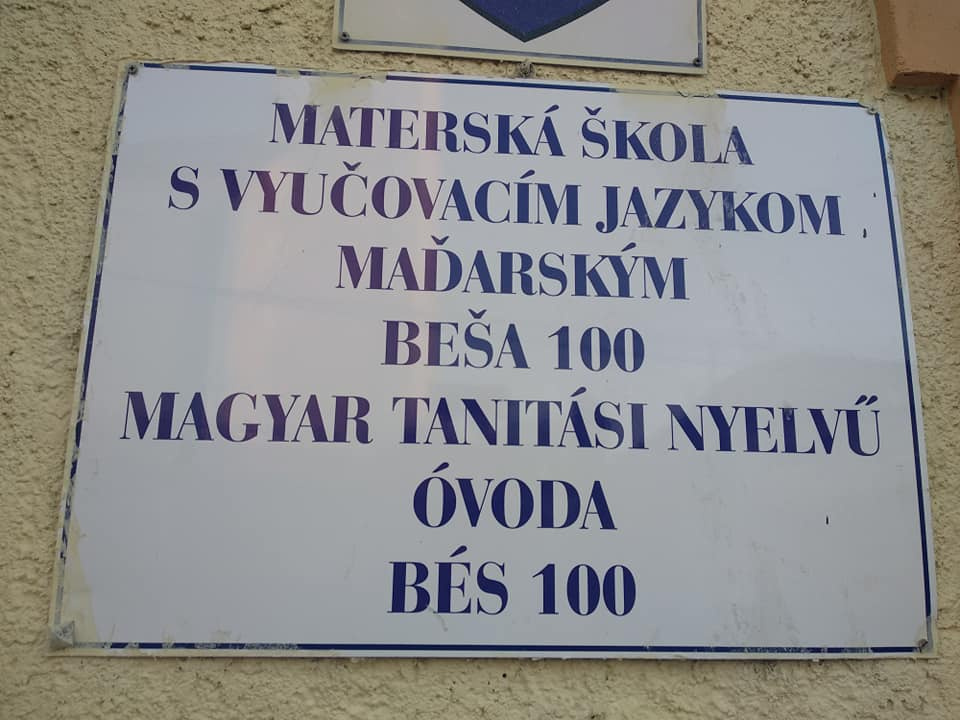 MATERSKÁ ŠKOLA
S VYUČOVACÍM JAZYKOM
MAĎARSKÝM
BEŠA 100
MAGYAR TANITÁSI NYELVŰ
ÓVODA
BÉS 100